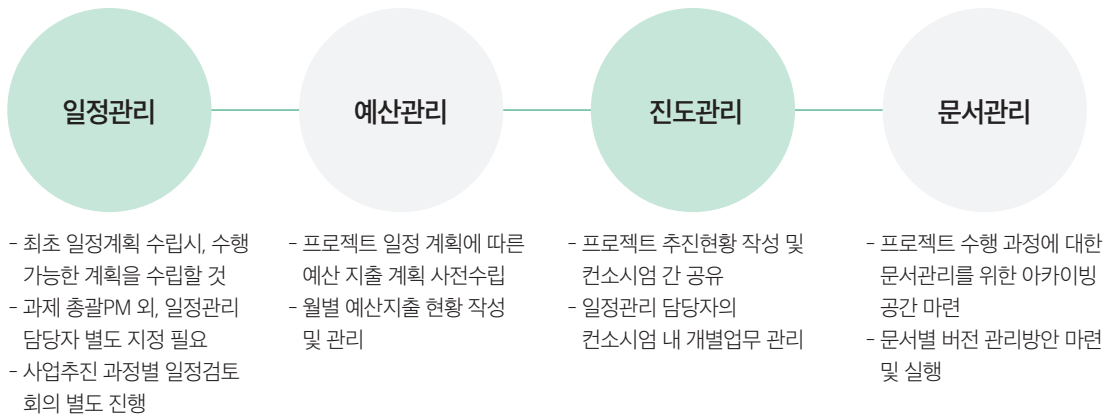 일정관리
예산관리
진도관리
문서관리
- 최초 일정계획 수립시, 수행
가능한 계획을 수립할 것
- 과제 총괄PM 외, 일정관리
담당자 별도 지정 필요
- 사업추진 과정별 일정검토
회의 별도 진행
- 프로젝트 일정 계획에 따른
예산 지출 계획 사전수립
- 월별 예산지출 현황 작성
및 관리
- 프로젝트 추진현황 작성 및
컨소시엄 간 공유
- 일정관리 담당자의
컨소시엄 내 개별업무 관리
- 프로젝트 수행 과정에 대한
문서관리를 위한 아카이빙
공간 마련
- 문서별 버전 관리방안 마련
및 실행